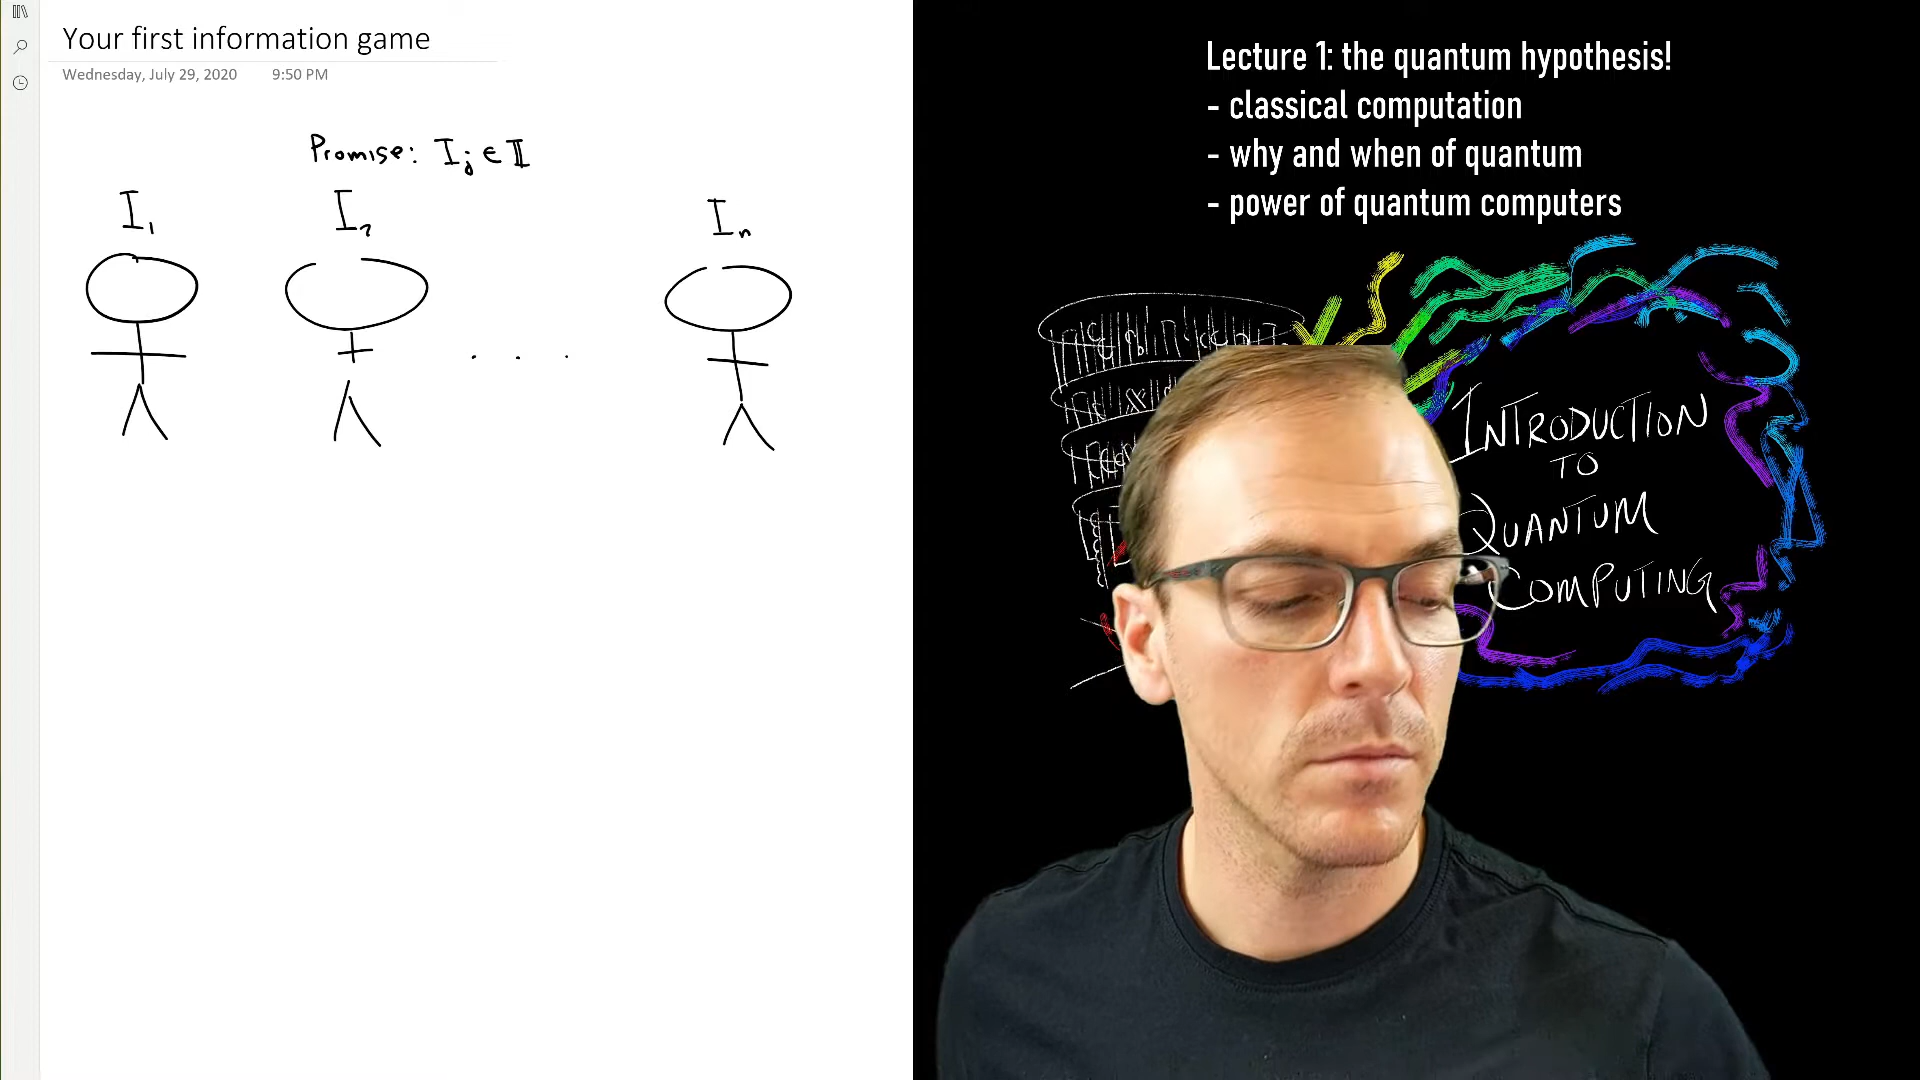 Your first information game
Wednesday, July 29, 2020 9:50 PM
Promise: I_j ∈ 𝕀
I₁ I₂ Iₙ
. . .
Lecture 1: the quantum hypothesis!
- classical computation
- why and when of quantum
- power of quantum computers
INTRODUCTION
TO
QUANTUM
COMPUTING